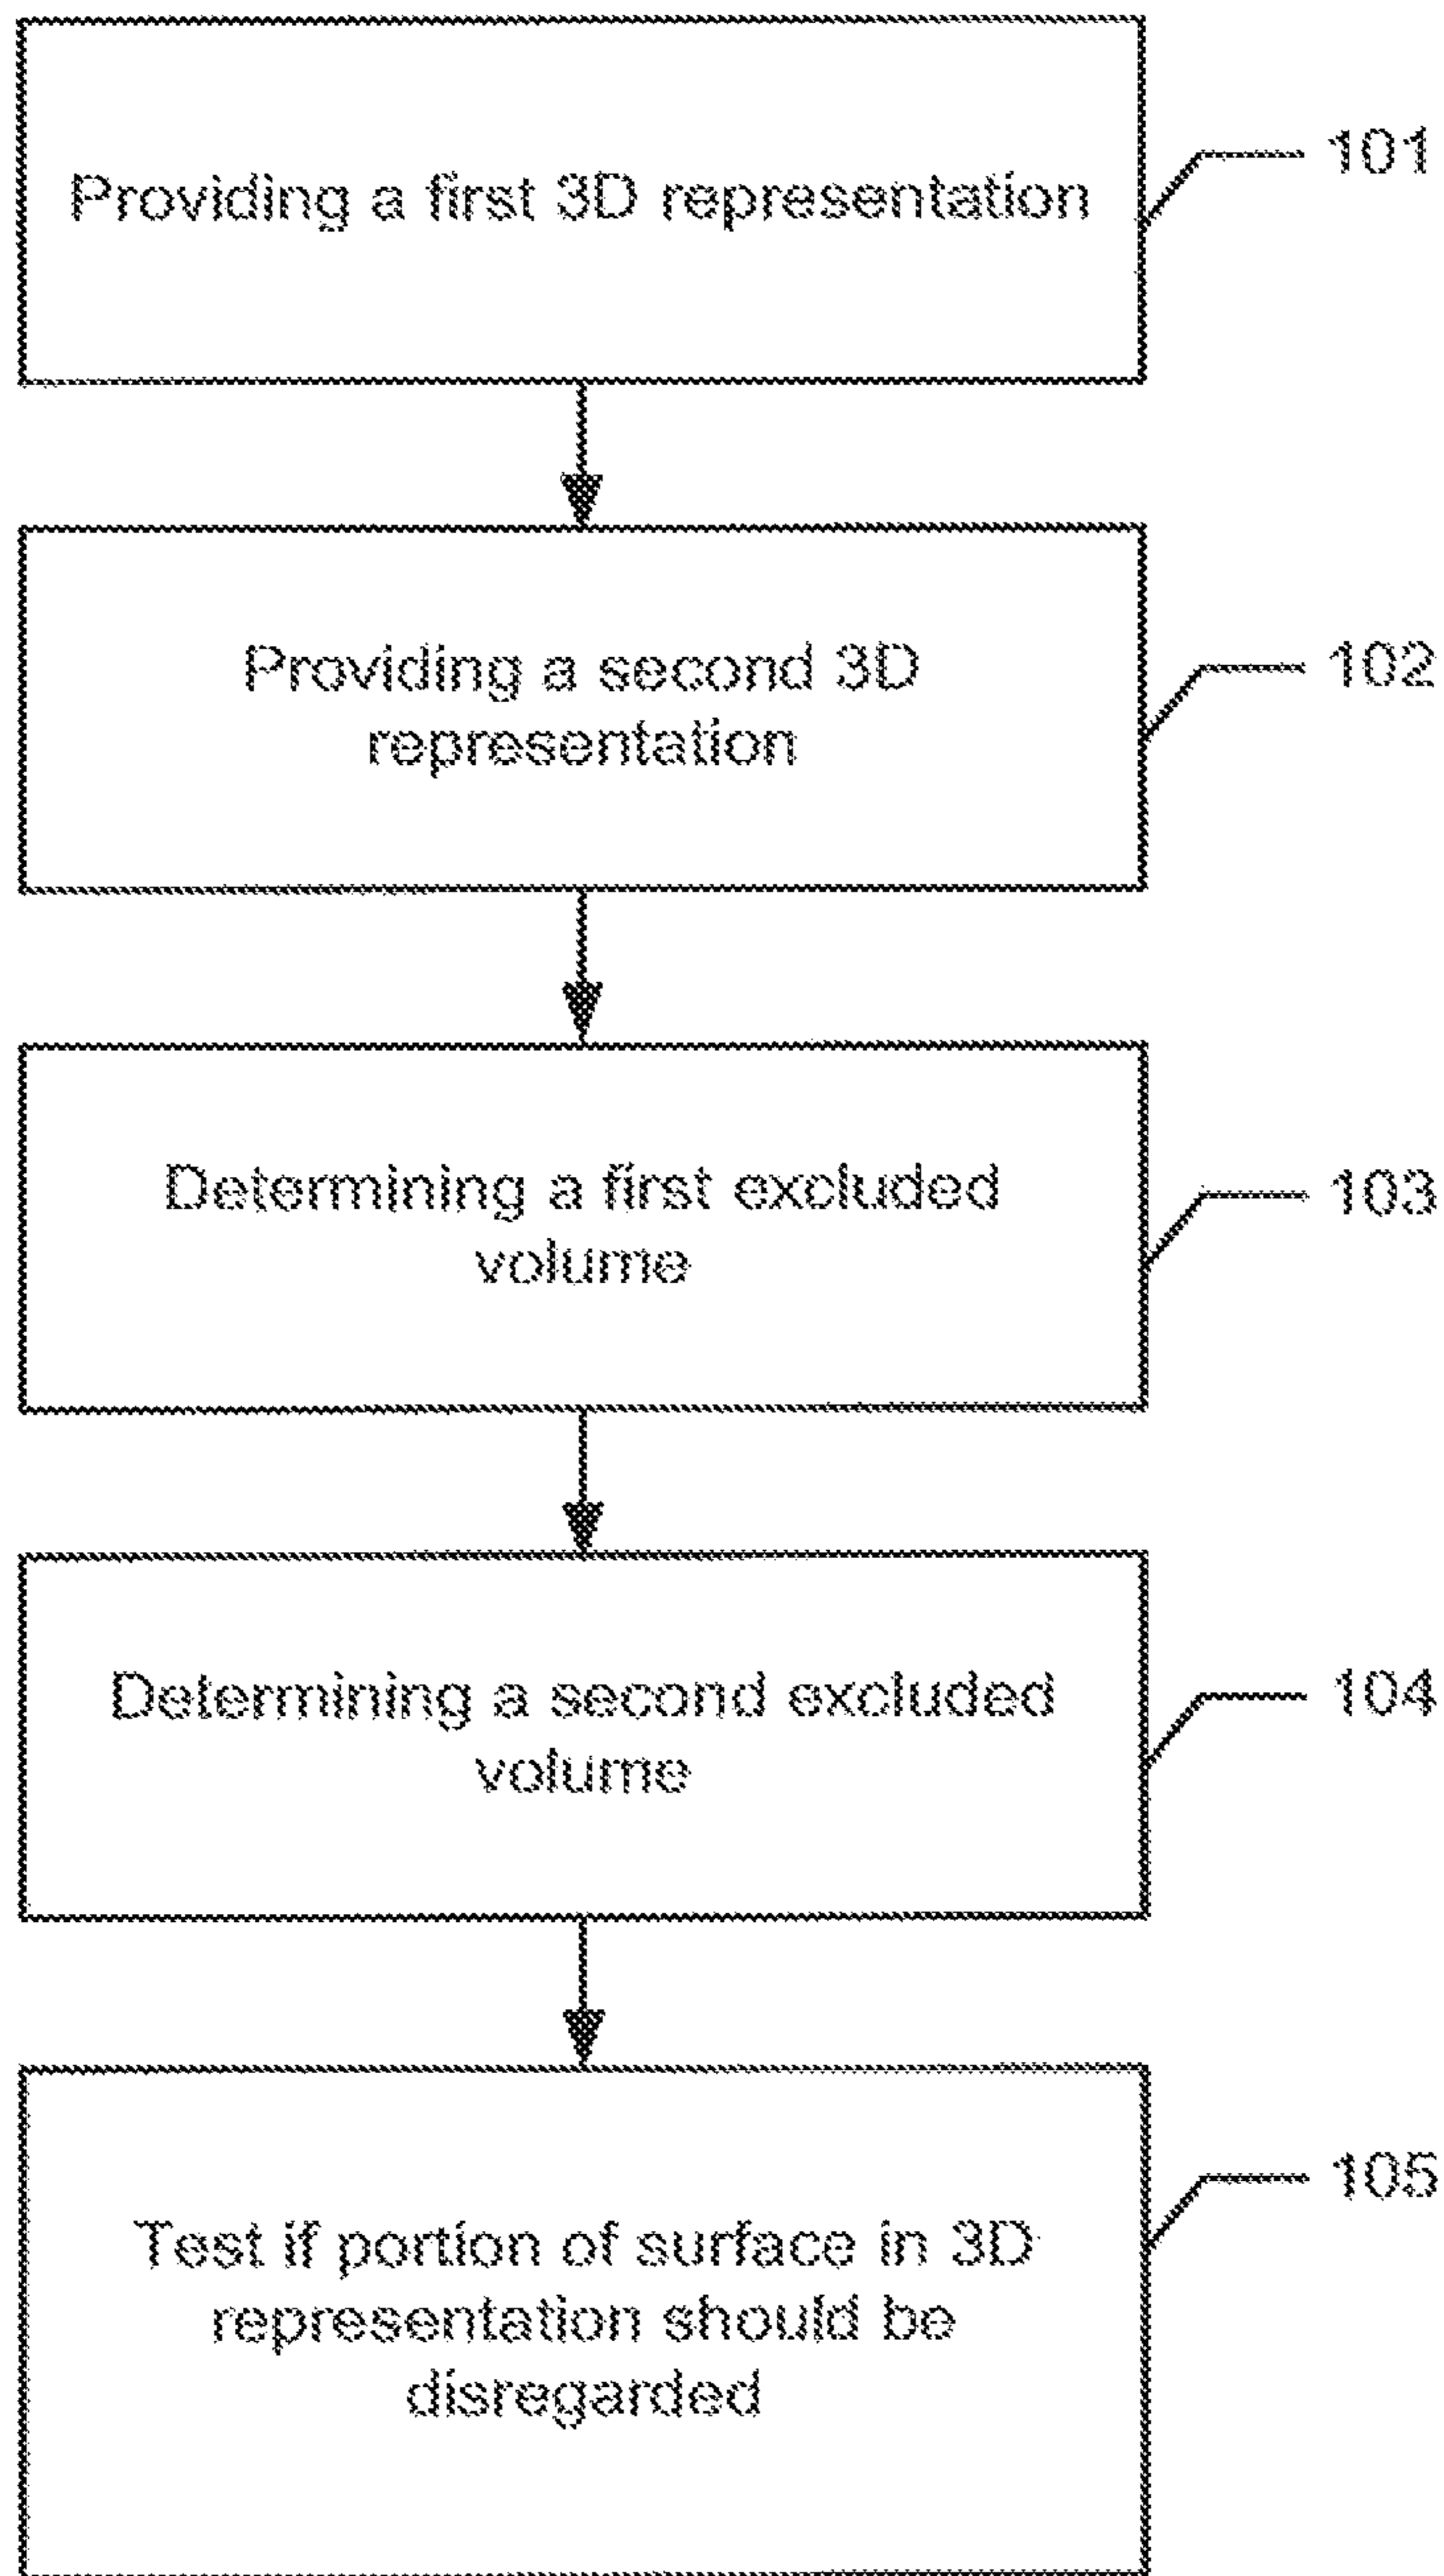 Providing a first 3D representation
101
Providing a second 3D
representation
102
Determining a first excluded
volume
103
Determining a second excluded
volume
104
Test if portion of surface in 3D
representation should be
disregarded
105